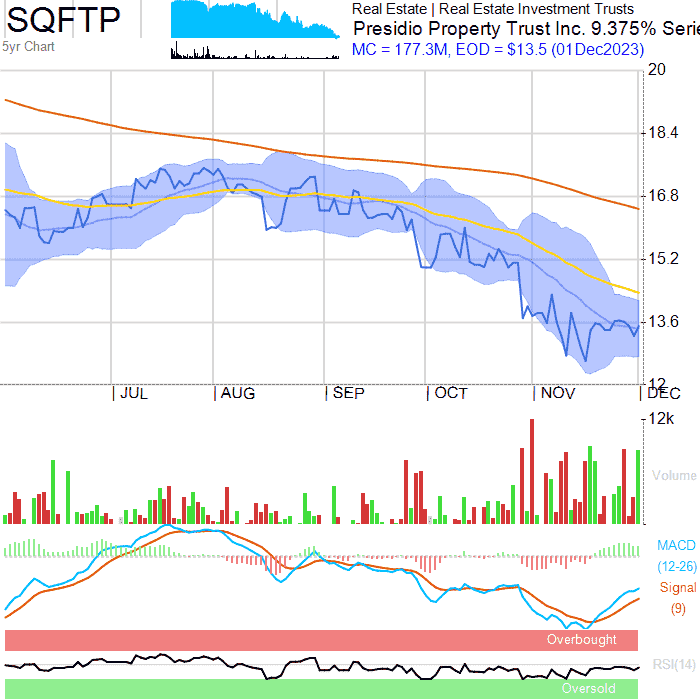 SQFTP
5yr Chart
Real Estate | Real Estate Investment Trusts
Presidio Property Trust Inc. 9.375% Serie
MC = 177.3M, EOD = $13.5 (01Dec2023)
20
18.4
16.8
15.2
13.6
12
JUL AUG SEP OCT NOV DEC
12k
Volume
MACD
(12-26)
Signal
(9)
Overbought
RSI(14)
Oversold